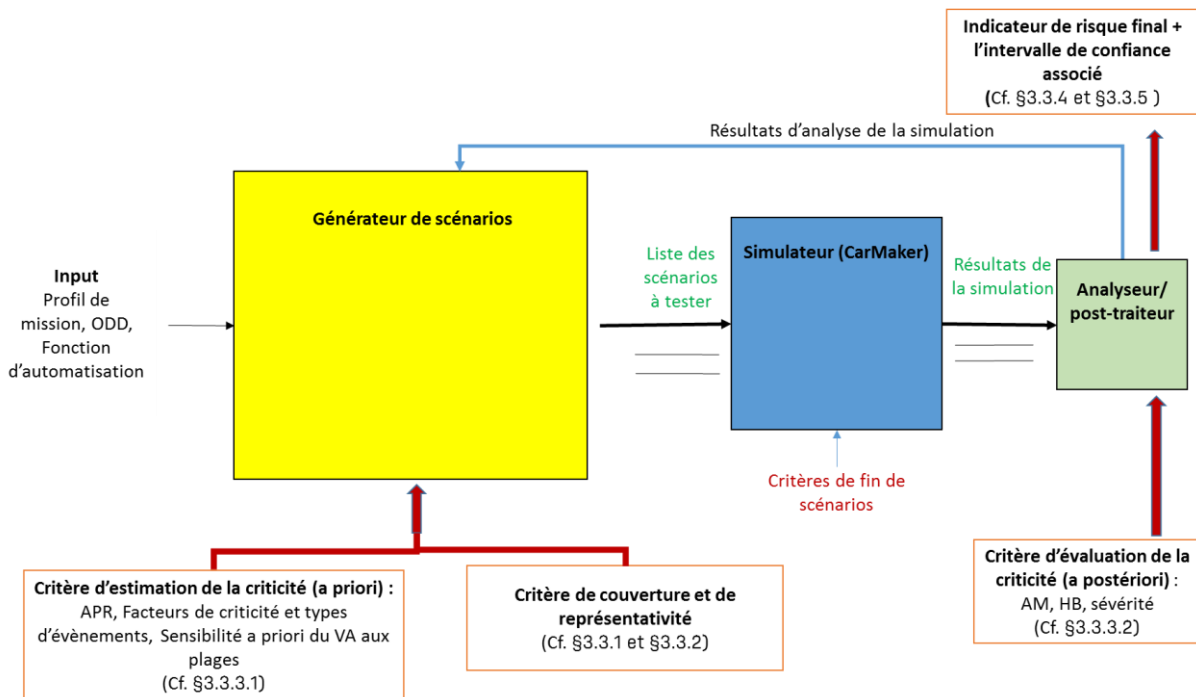 Indicateur de risque final +
l'intervalle de confiance
associé
(Cf. §3.3.4 et §3.3.5 )
Résultats d'analyse de la simulation
Générateur de scénarios
Simulateur (CarMaker)
Liste des
scénarios
à tester
Résultats de
la simulation
Analyseur/
post-traiteur
Input
Profil de
mission, ODD,
Fonction
d'automatisation
Critères de fin de
scénarios
Critère d'estimation de la criticité (a priori) :
APR, Facteurs de criticité et types
d'évènements, Sensibilité a priori du VA aux
plages
(Cf. §3.3.3.1)
Critère de couverture et de
représentativité
(Cf. §3.3.1 et §3.3.2)
Critère d'évaluation de la
criticité (a postériori) :
AM, HB, sévérité
(Cf. §3.3.3.2)